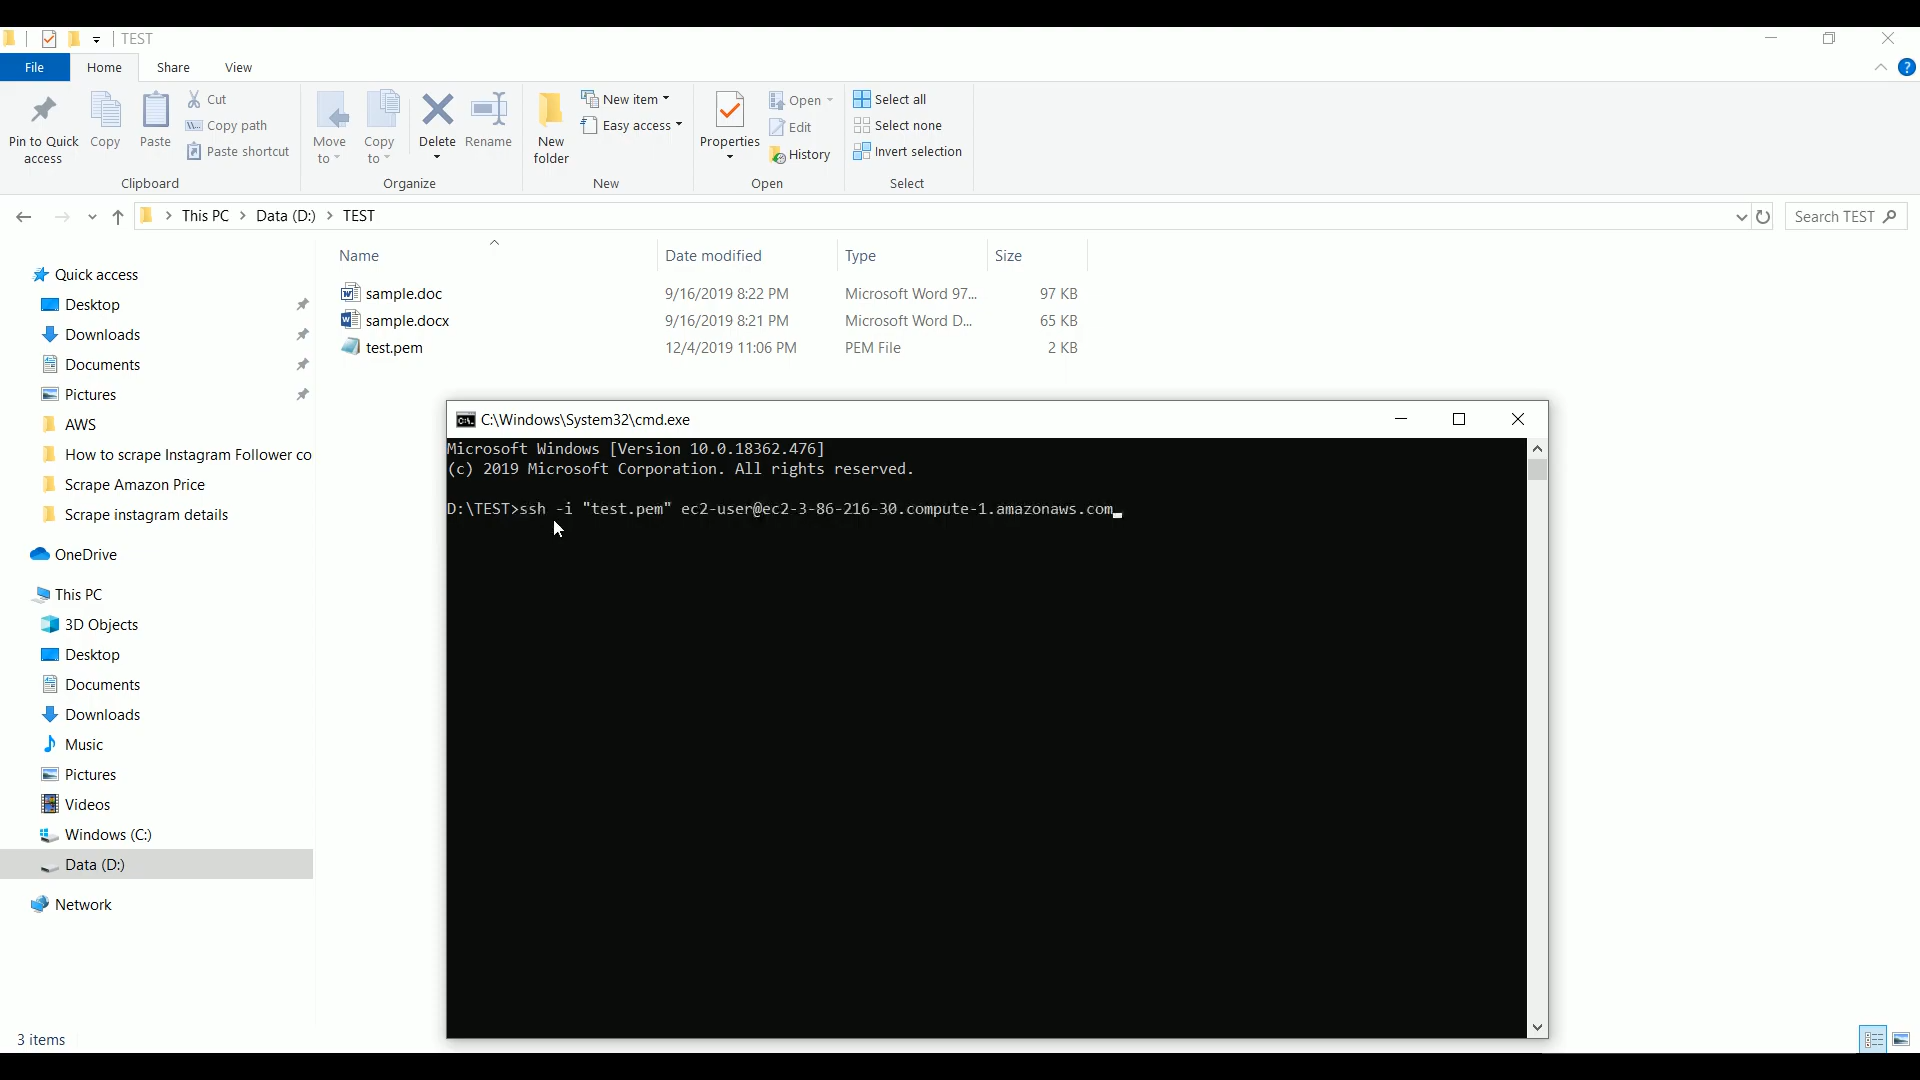 TEST
File Home Share View
Pin to Quick access
Copy
Paste
Cut
Copy path
Paste shortcut
Clipboard
Move to
Copy to
Delete
Rename
Organize
New folder
New item
Easy access
New
Properties
Open
Edit
History
Open
Select all
Select none
Invert selection
Select
This PC > Data (D:) > TEST
Search TEST
Name Date modified Type Size
sample.doc 9/16/2019 8:22 PM Microsoft Word 97... 97 KB
sample.docx 9/16/2019 8:21 PM Microsoft Word D... 65 KB
test.pem 12/4/2019 11:06 PM PEM File 2 KB
Quick access
Desktop
Downloads
Documents
Pictures
AWS
How to scrape Instagram Follower co
Scrape Amazon Price
Scrape instagram details
OneDrive
This PC
3D Objects
Desktop
Documents
Downloads
Music
Pictures
Videos
Windows (C:)
Data (D:)
Network
C:\Windows\System32\cmd.exe
Microsoft Windows [Version 10.0.18362.476]
(c) 2019 Microsoft Corporation. All rights reserved.
D:\TEST>ssh -i "test.pem" ec2-user@ec2-3-86-216-30.compute-1.amazonaws.com
3 items